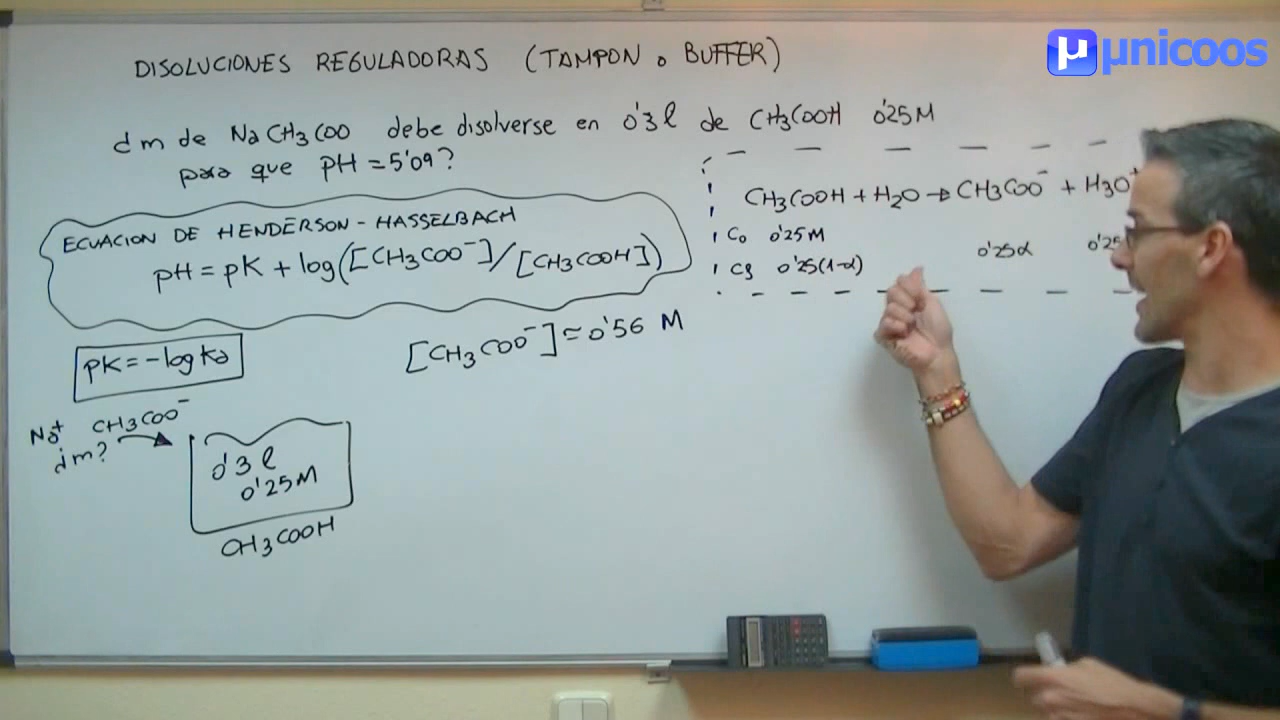 µnicoos
DISOLUCIONES REGULADORAS (TAMPON o BUFFER)
¿m de NaCH3COO debe disolverse en 0'3 l de CH3COOH 0'25M
para que pH = 5'09?
ECUACION DE HENDERSON - HASSELBACH
pH = pK + log([CH3COO⁻]/[CH3COOH])
CH3COOH + H2O → CH3COO⁻ + H3O⁺
Co 0'25M
0'25(1-α) 0'25α 0'25
[CH3COO⁻] ≈ 0'56 M
pK = -log Ka
Na⁺ CH3COO⁻
¿m?
0'3 l
0'25M
CH3COOH